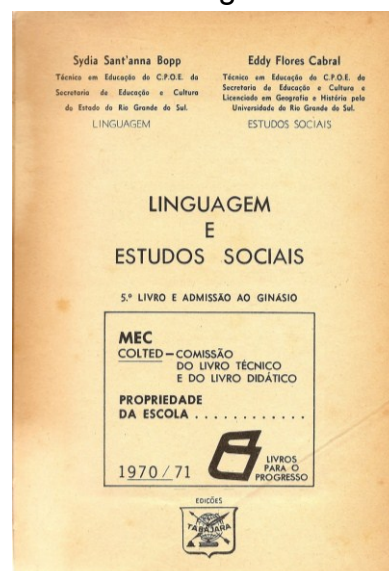 Sydia Sant'anna Bopp
Técnico em Educação do C.P.O.E. da
Secretaria de Educação e Cultura
do Estado do Rio Grande do Sul.
LINGUAGEM
Eddy Flores Cabral
Técnico em Educação do C.P.O.E. da
Secretaria de Educação e Cultura e
Licenciado em Geografia e História pela
Universidade do Rio Grande do Sul.
ESTUDOS SOCIAIS
LINGUAGEM
E
ESTUDOS SOCIAIS
5.º LIVRO E ADMISSÃO AO GINÁSIO
MEC
COLTED – COMISSÃO
DO LIVRO TÉCNICO
E DO LIVRO DIDÁTICO
PROPRIEDADE
DA ESCOLA . . . . . . . . . . . .
1970/71
LIVROS
PARA O
PROGRESSO
EDIÇÕES
TABAJARA